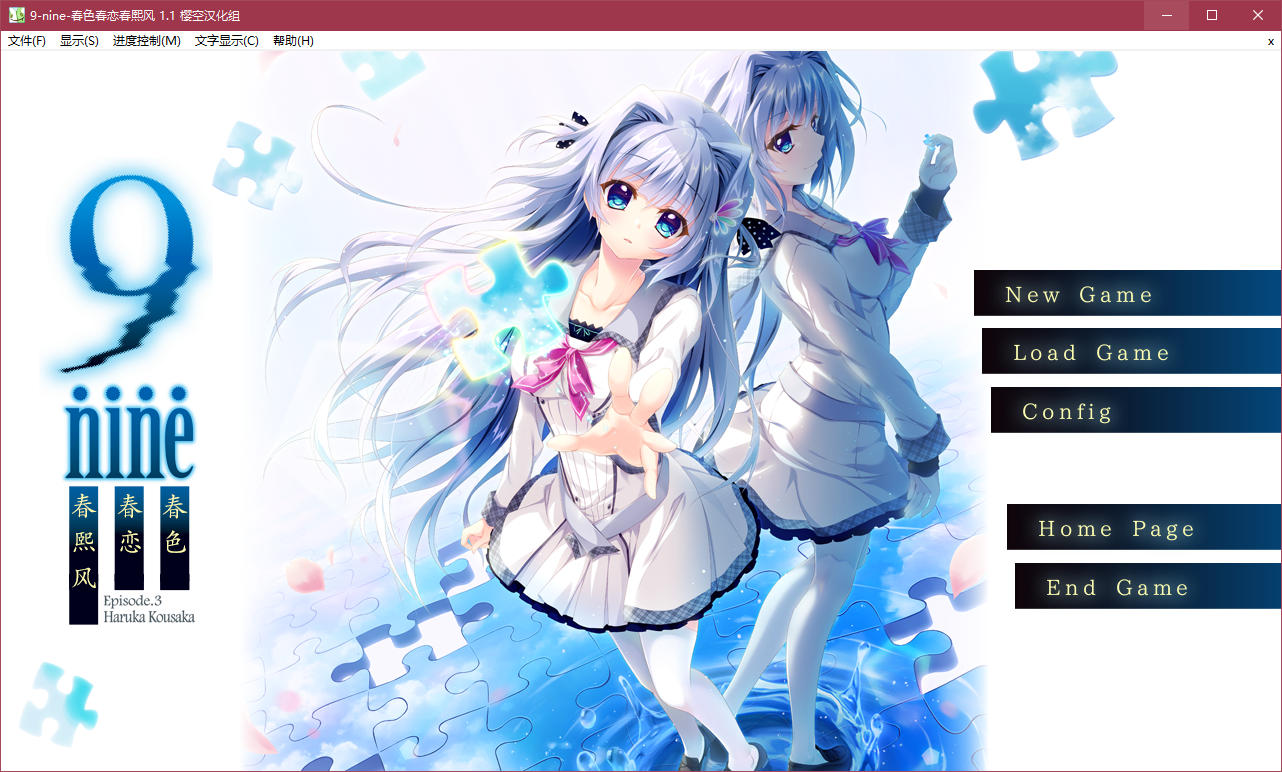 9-nine-春色春恋春熙风 1.1 樱空汉化组
文件(F) 显示(S) 进度控制(M) 文字显示(C) 帮助(H) x
9
nine
春色
春恋
春熙风
Episode.3
Haruka Kousaka
New Game
Load Game
Config
Home Page
End Game